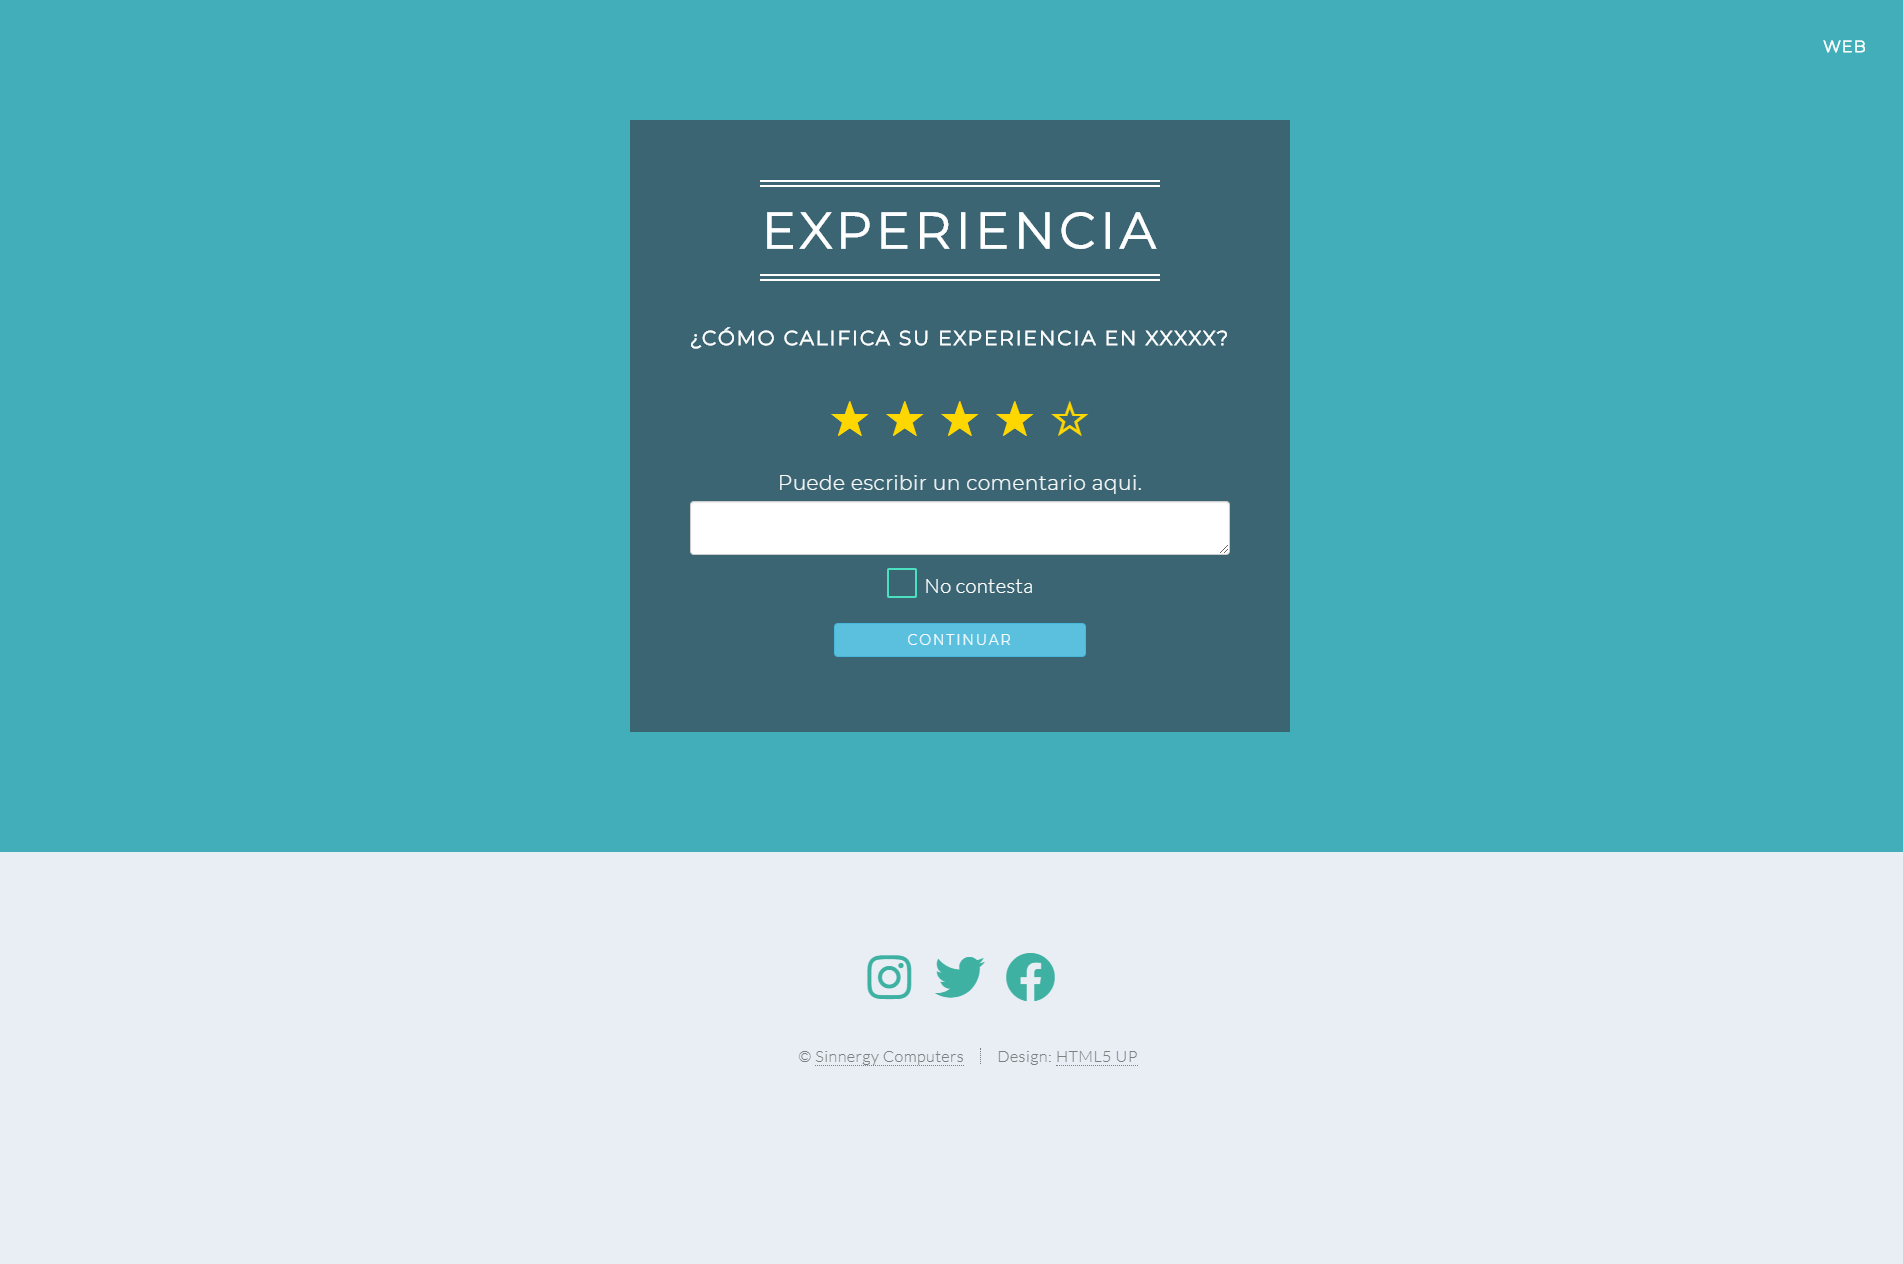 WEB
EXPERIENCIA
¿CÓMO CALIFICA SU EXPERIENCIA EN XXXXX?
Puede escribir un comentario aqui.
No contesta
CONTINUAR
© Sinnergy Computers Design: HTML5 UP